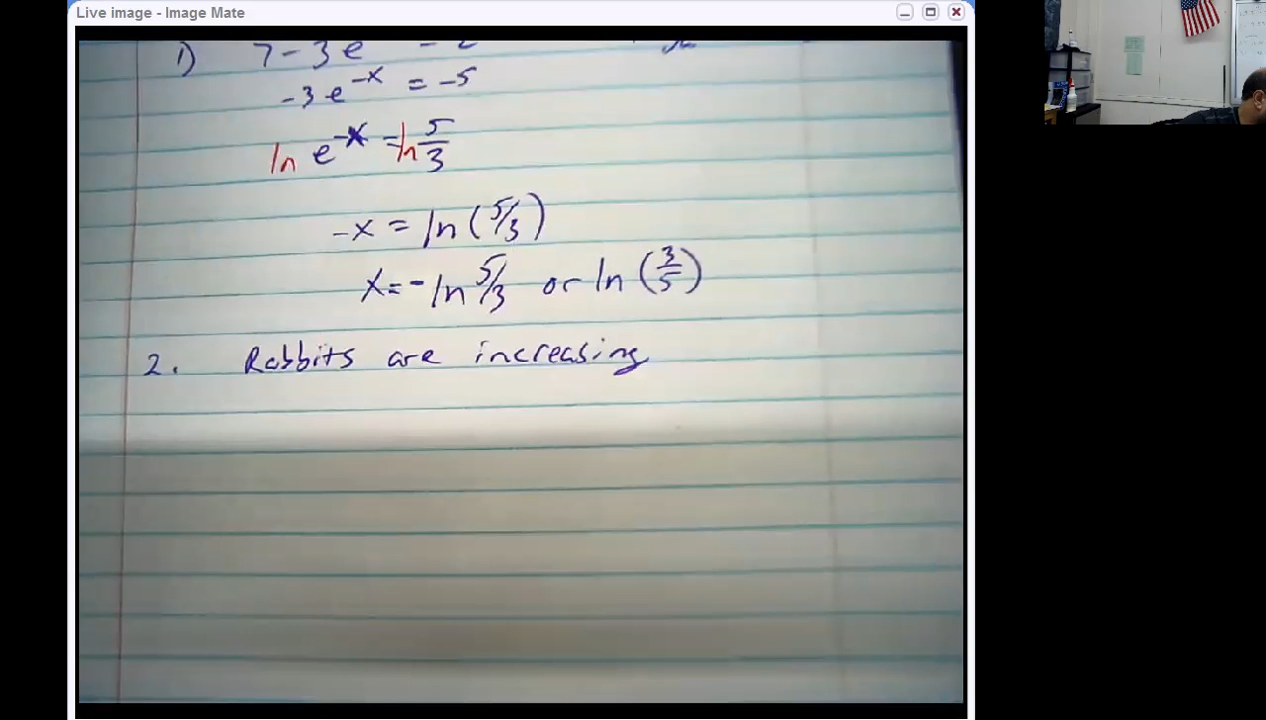 Live image - Image Mate
1) 7 - 3e - 2
-3e^-x = -5
ln e^-x = ln 5/3
-x = ln (5/3)
x = - ln 5/3 or ln (3/5)
2. Rabbits are increasing